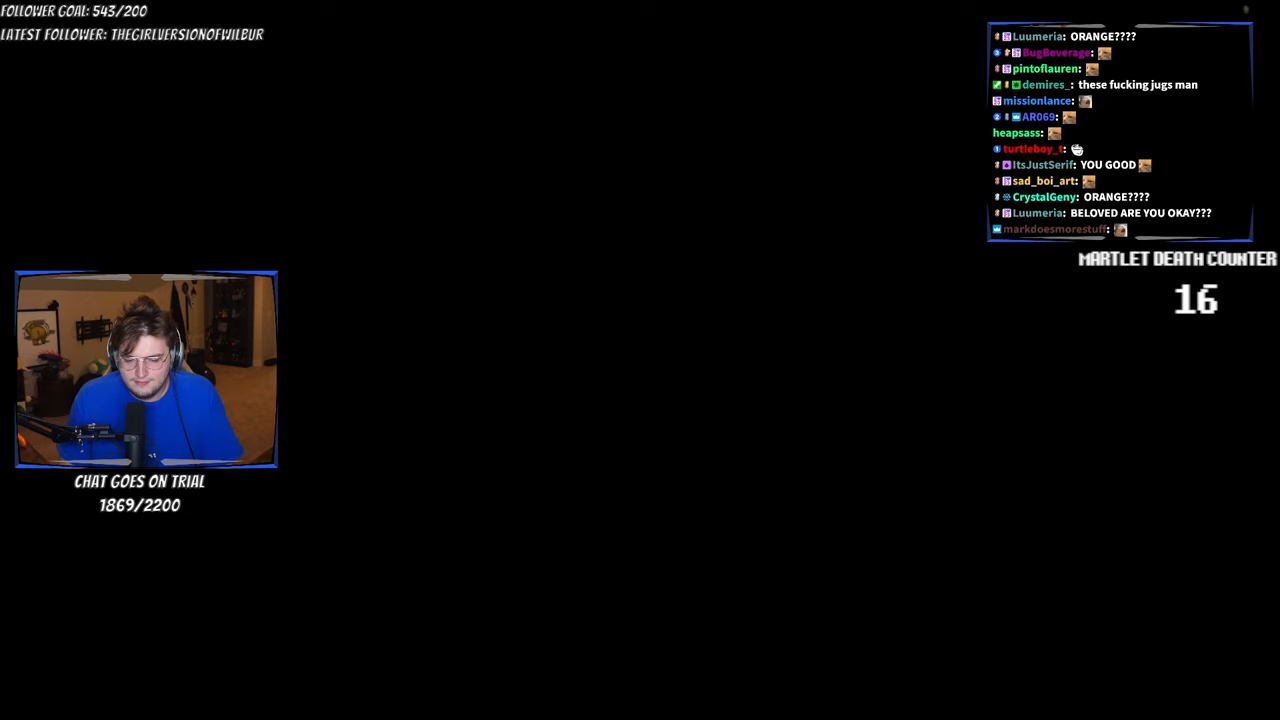 FOLLOWER GOAL: 543/200
LATEST FOLLOWER: THEGIRLVERSIONOFWILBUR
Luumeria: ORANGE????
BugBeverage:
pintoflauren:
demires_: these fucking jugs man
missionlance:
AR069:
heapsass:
turtleboy_t:
ItsJustSerif: YOU GOOD
sad_boi_art:
CrystalGeny: ORANGE????
Luumeria: BELOVED ARE YOU OKAY???
markdoesmorestuff:
MARTLET DEATH COUNTER
16
CHAT GOES ON TRIAL
1869/2200